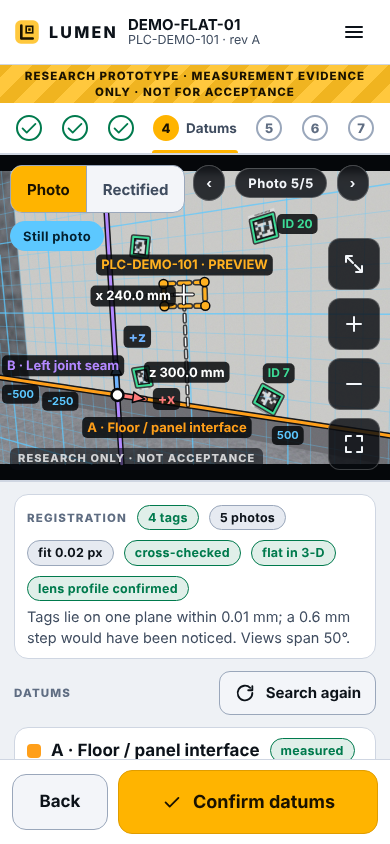 LUMEN
DEMO-FLAT-01
PLC-DEMO-101 · rev A
RESEARCH PROTOTYPE · MEASUREMENT EVIDENCE
ONLY · NOT FOR ACCEPTANCE
4 Datums 5 6 7
Photo Rectified ‹ Photo 5/5 ›
Still photo
ID 20
PLC-DEMO-101 · PREVIEW
x 240.0 mm
+z
B · Left joint seam
z 300.0 mm
ID 7
-500
-250
+x
A · Floor / panel interface
500
RESEARCH ONLY · NOT ACCEPTANCE
REGISTRATION 4 tags 5 photos
fit 0.02 px cross-checked flat in 3-D
lens profile confirmed
Tags lie on one plane within 0.01 mm; a 0.6 mm
step would have been noticed. Views span 50°.
DATUMS Search again
A · Floor / panel interface measured
Back Confirm datums